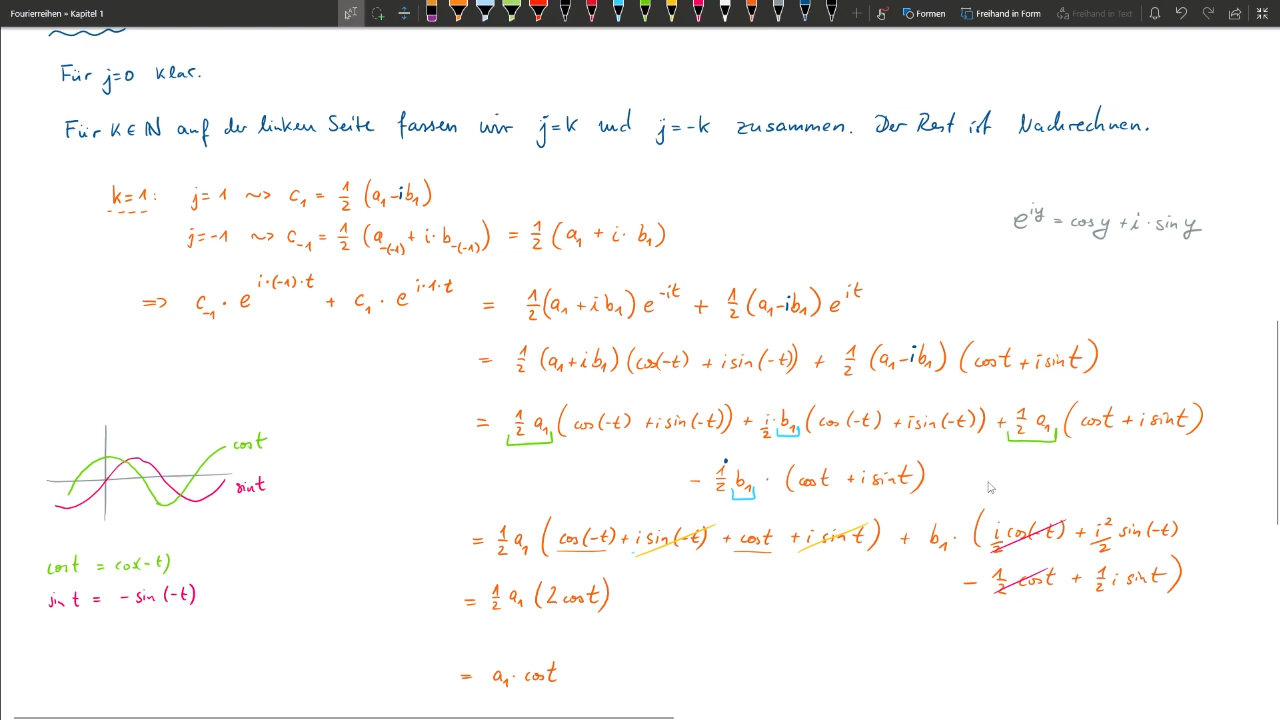 Fourierreihen » Kapitel 1
Formen
Freihand in Form
Freihand in Text
Für j=0 klar.
Für k∈ℕ auf der linken Seite fassen wir j=k und j=-k zusammen. Der Rest ist Nachrechnen.
k=1: j=1 ⇝ c₁ = ½ (a₁-ib₁)
j=-1 ⇝ c₋₁ = ½ (a₋₍₋₁₎ + i· b₋₍₋₁₎) = ½ (a₁ + i· b₁)
e^{iy} = cos y + i· sin y
=> c₋₁ · e^{i·(-1)·t} + c₁ · e^{i·1·t} = ½(a₁ + ib₁) e^{-it} + ½ (a₁-ib₁) e^{it}
= ½ (a₁+ib₁) (cos(-t) + i sin(-t)) + ½ (a₁-ib₁) (cos t + i sin t)
= ½ a₁ (cos(-t) + i sin(-t)) + i/2 · b₁ (cos(-t) + i sin(-t)) + ½ a₁ (cos t + i sin t)
- i/2 b₁ · (cos t + i sin t)
cos t
sin t
= ½ a₁ (cos(-t) + i sin(-t) + cos t + i sin t) + b₁ · (i/2 cos(-t) + i²/2 sin(-t)
- ½ cos t + ½ i sin t)
cos t = cos(-t)
sin t = - sin (-t)
= ½ a₁ (2 cos t)
= a₁ · cos t